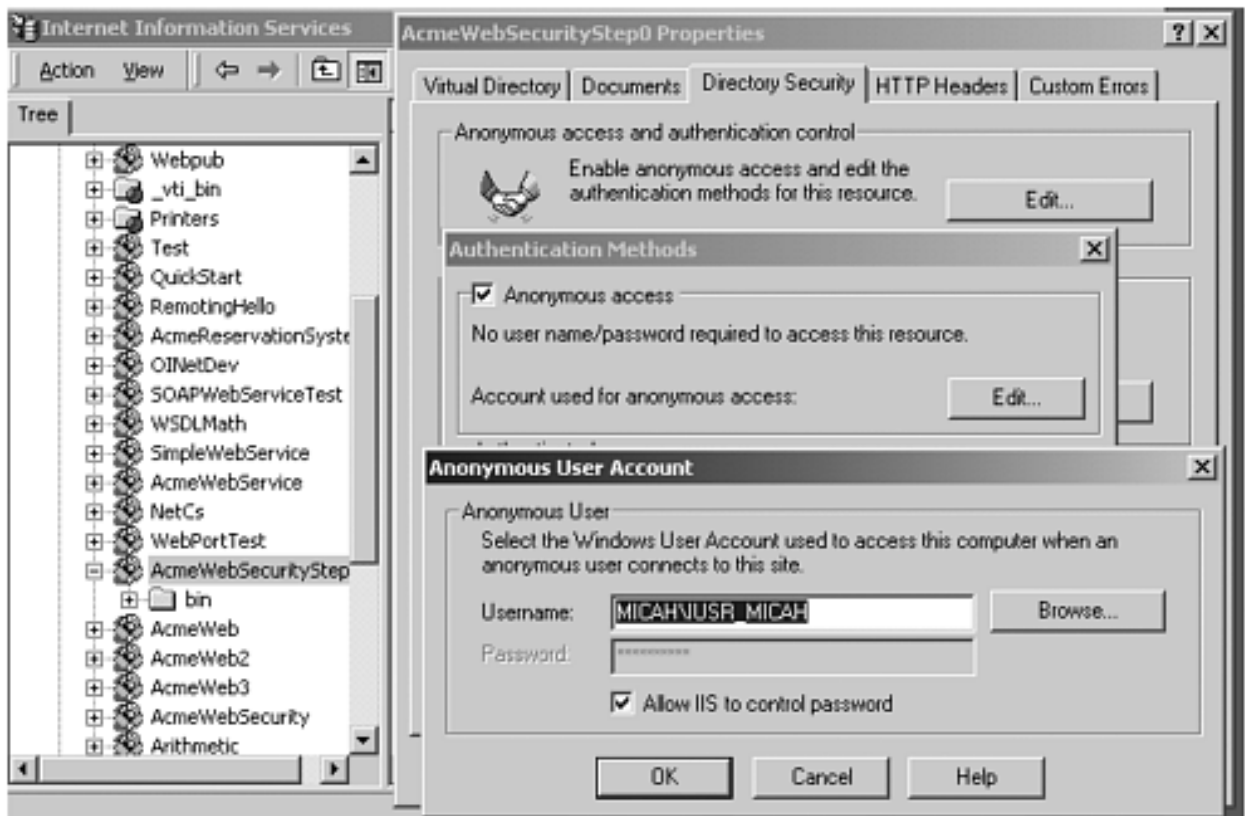 Internet Information Services
Action View
Tree
Webpub
_vti_bin
Printers
Test
QuickStart
RemotingHello
AcmeReservationSyste
OINetDev
SOAPWebServiceTest
WSDLMath
SimpleWebService
AcmeWebService
NetCs
WebPortTest
AcmeWebSecurityStep
bin
AcmeWeb
AcmeWeb2
AcmeWeb3
AcmeWebSecurity
Arithmetic
AcmeWebSecurityStep0 Properties
Virtual Directory Documents Directory Security HTTP Headers Custom Errors
Anonymous access and authentication control
Enable anonymous access and edit the
authentication methods for this resource.
Edit...
Authentication Methods
Anonymous access
No user name/password required to access this resource.
Account used for anonymous access: Edit...
Anonymous User Account
Anonymous User
Select the Windows User Account used to access this computer when an
anonymous user connects to this site.
Username: MICAH\IUSR_MICAH Browse...
Password: **********
Allow IIS to control password
OK Cancel Help